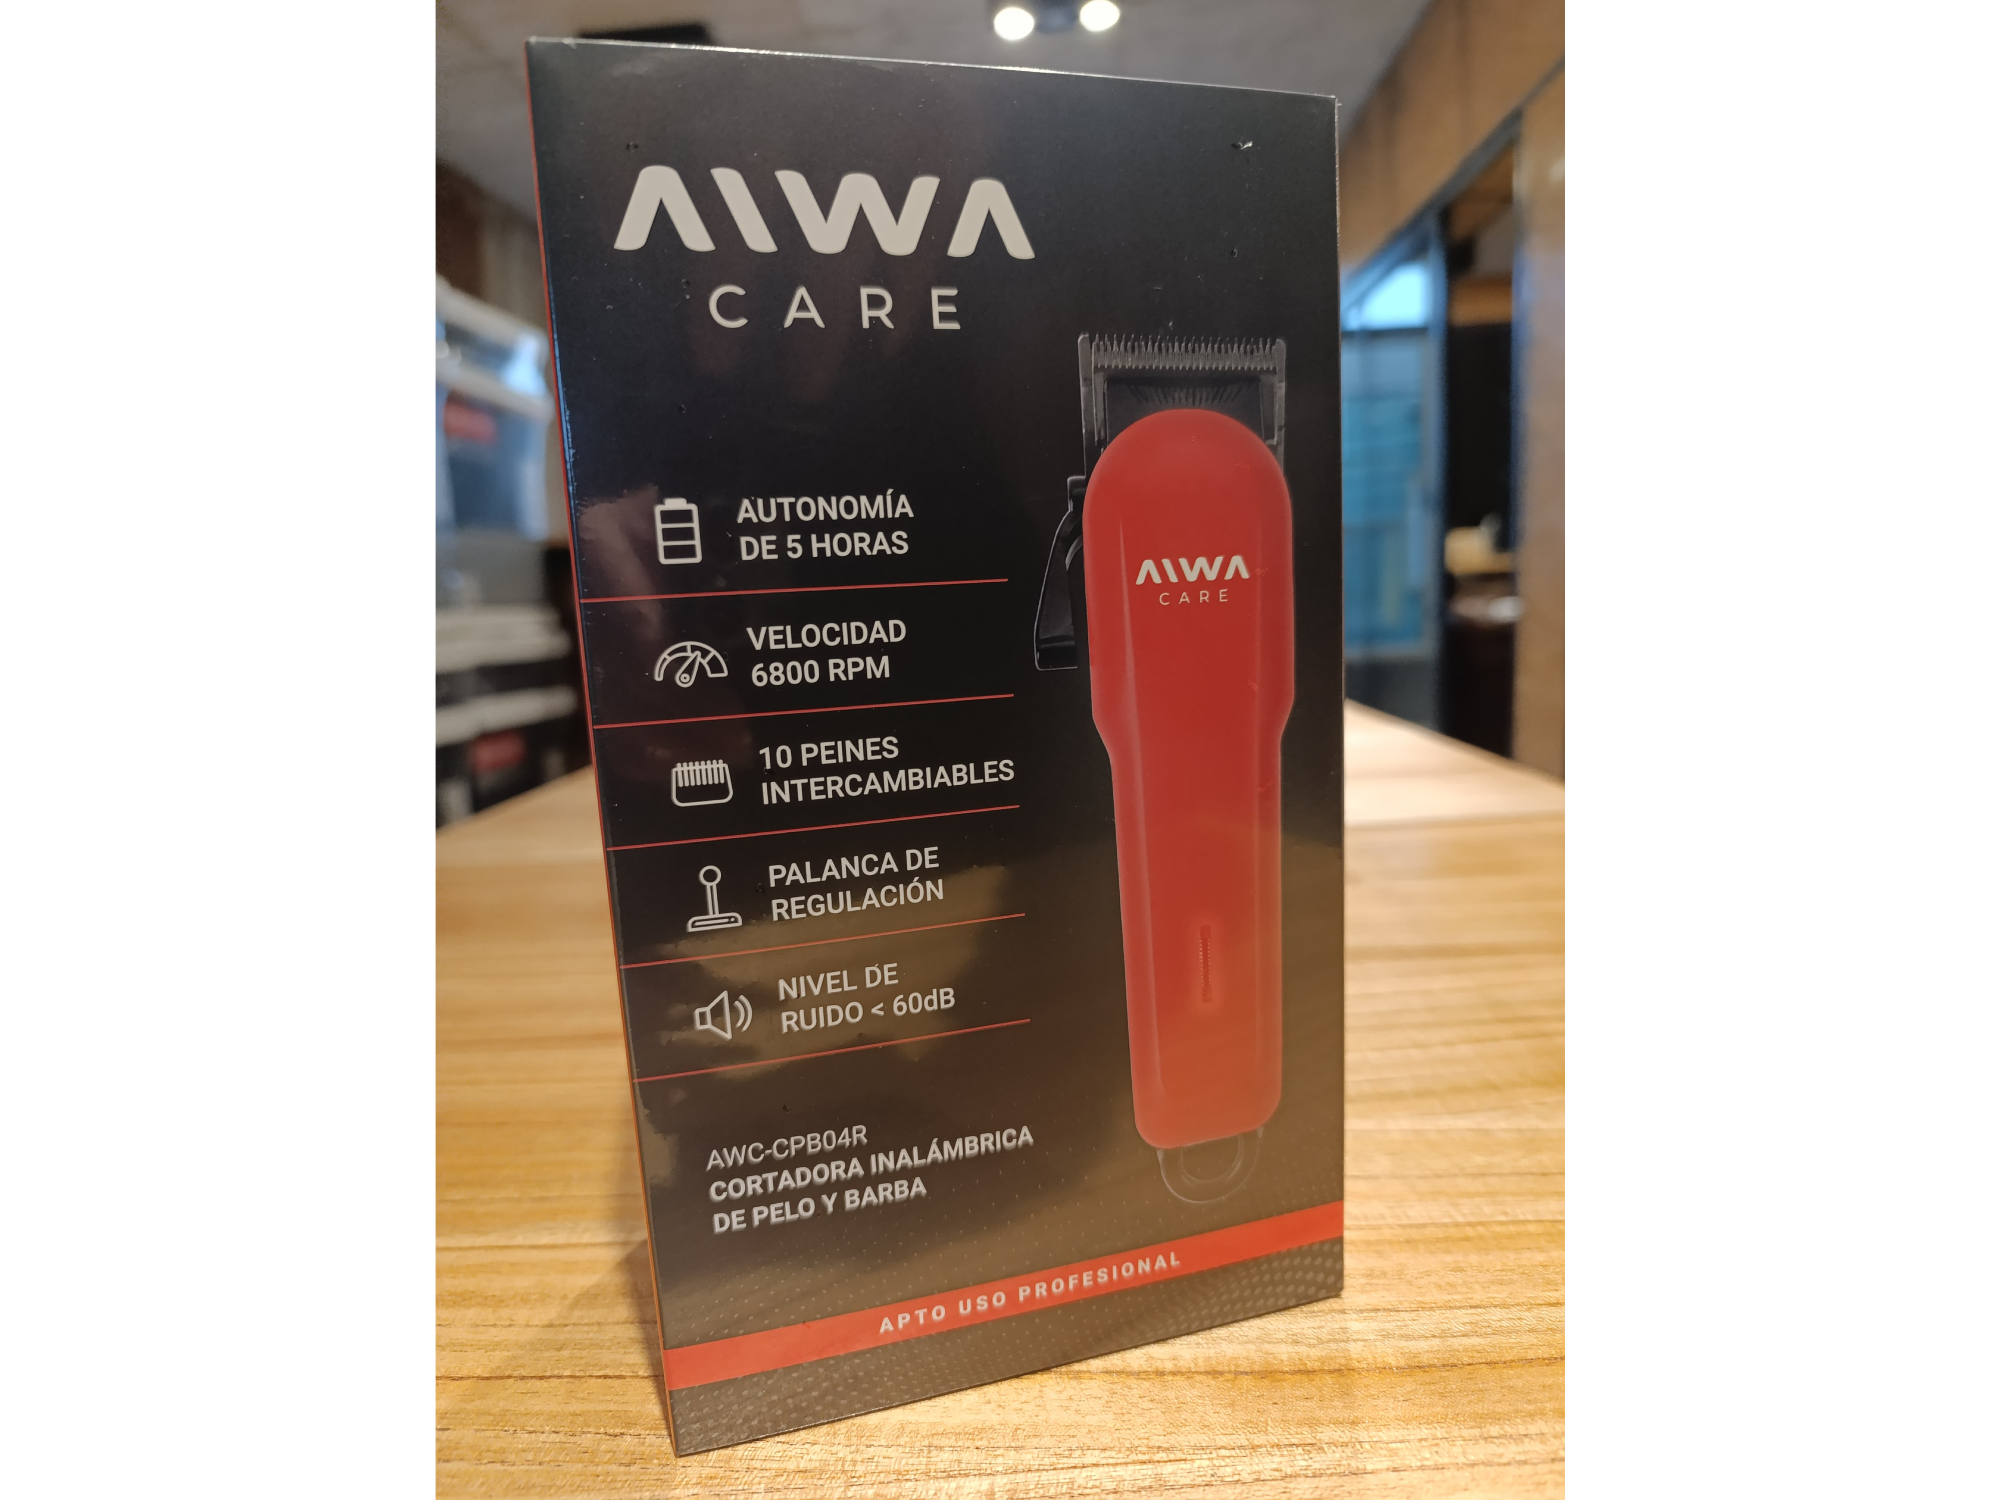 AIWA
CARE
AUTONOMÍA
DE 5 HORAS
VELOCIDAD
6800 RPM
10 PEINES
INTERCAMBIABLES
PALANCA DE
REGULACIÓN
NIVEL DE
RUIDO < 60dB
AIWA
CARE
AWC-CPB04R
CORTADORA INALÁMBRICA
DE PELO Y BARBA
APTO USO PROFESIONAL